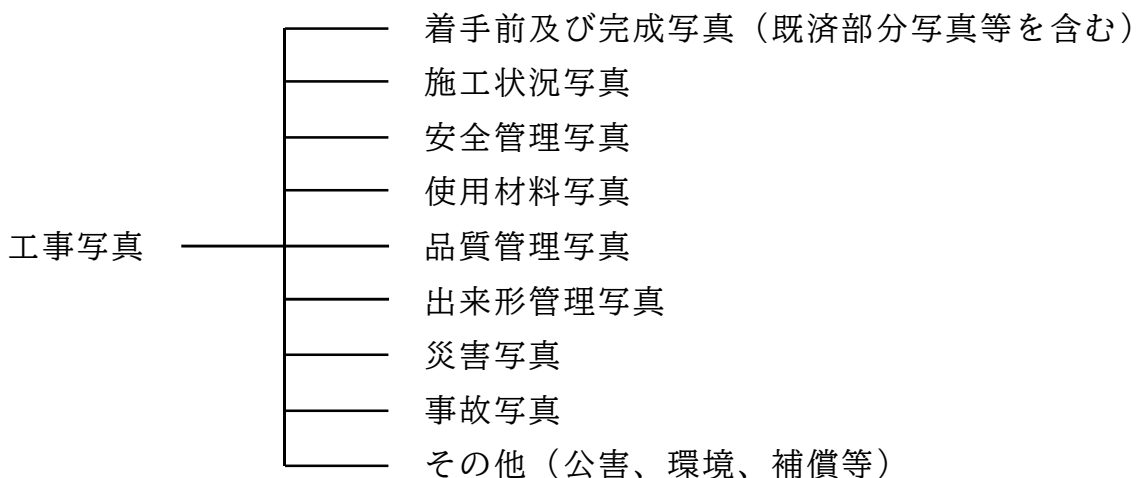 着手前及び完成写真（既済部分写真等を含む）
施工状況写真
安全管理写真
使用材料写真
工事写真
品質管理写真
出来形管理写真
災害写真
事故写真
その他（公害、環境、補償等）